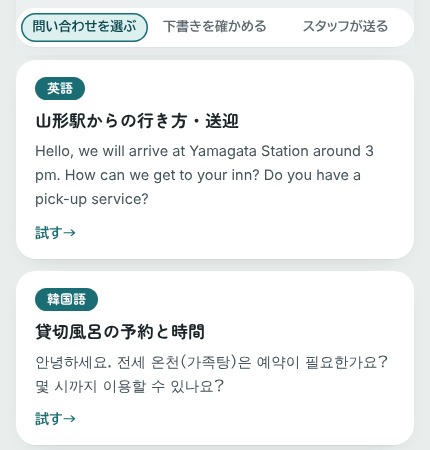 問い合わせを選ぶ 下書きを確かめる スタッフが送る
英語
山形駅からの行き方・送迎
Hello, we will arrive at Yamagata Station around 3
pm. How can we get to your inn? Do you have a
pick-up service?
試す→
韓国語
貸切風呂の予約と時間
안녕하세요. 전세 온천(가족탕)은 예약이 필요한가요?
몇 시까지 이용할 수 있나요?
試す→